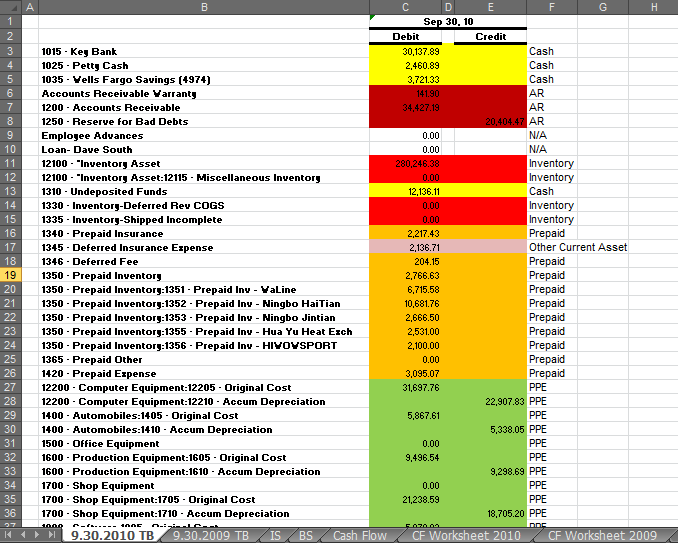 A B C D E F G H
1 Sep 30, 10
2 Debit Credit
3 1015 · Key Bank 30,137.89 Cash
4 1025 · Petty Cash 2,460.89 Cash
5 1035 · Wells Fargo Savings (4974) 3,721.33 Cash
6 Accounts Receivable Warranty 141.90 AR
7 1200 · Accounts Receivable 34,427.19 AR
8 1250 · Reserve for Bad Debts AR
9 Employee Advances 0.00 N/A
10 Loan- Dave South 0.00 N/A
11 12100 · *Inventory Asset Inventory
12 12100 · *Inventory Asset:12115 · Miscellaneous Inventory 0.00 Inventory
13 1310 · Undeposited Funds 12,136.11 Cash
14 1330 · Inventory-Deferred Rev COGS 0.00 Inventory
15 1335 · Inventory-Shipped Incomplete 0.00 Inventory
16 1340 · Prepaid Insurance 2,217.43 Prepaid
17 1345 · Deferred Insurance Expense 2,136.71 Other Current Asset
18 1346 · Deferred Fee 204.15 Prepaid
19 1350 · Prepaid Inventory 2,766.63 Prepaid
20 1350 · Prepaid Inventory:1351 · Prepaid Inv - WaLine 6,715.58 Prepaid
21 1350 · Prepaid Inventory:1352 · Prepaid Inv - Ningbo HaiTian 10,681.76 Prepaid
22 1350 · Prepaid Inventory:1353 · Prepaid Inv - Ningbo Jintian 2,666.50 Prepaid
23 1350 · Prepaid Inventory:1355 · Prepaid Inv - Hua Yu Heat Exch 2,531.00 Prepaid
24 1350 · Prepaid Inventory:1356 · Prepaid Inv - HIWOWSPORT 2,100.00 Prepaid
25 1365 · Prepaid Other 0.00 Prepaid
26 1420 · Prepaid Expense 3,095.07 Prepaid
27 12200 · Computer Equipment:12205 · Original Cost 31,697.76 PPE
28 12200 · Computer Equipment:12210 · Accum Depreciation 22,907.83 PPE
29 1400 · Automobiles:1405 · Original Cost 5,867.61 PPE
30 1400 · Automobiles:1410 · Accum Depreciation 5,338.05 PPE
31 1500 · Office Equipment 0.00 PPE
32 1600 · Production Equipment:1605 · Original Cost 9,496.54 PPE
33 1600 · Production Equipment:1610 · Accum Depreciation 9,298.69 PPE
34 1700 · Shop Equipment 0.00 PPE
35 1700 · Shop Equipment:1705 · Original Cost 21,238.59 PPE
36 1700 · Shop Equipment:1710 · Accum Depreciation 18,705.20 PPE
37 PPE
9.30.2010 TB 9.30.2009 TB IS BS Cash Flow CF Worksheet 2010 CF Worksheet 2009